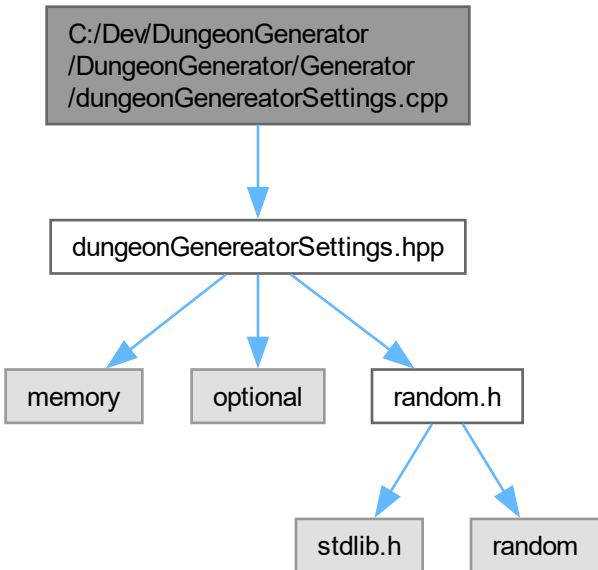 C:/Dev/DungeonGenerator
/DungeonGenerator/Generator
/dungeonGenereatorSettings.cpp
dungeonGenereatorSettings.hpp
memory
optional
random.h
stdlib.h
random